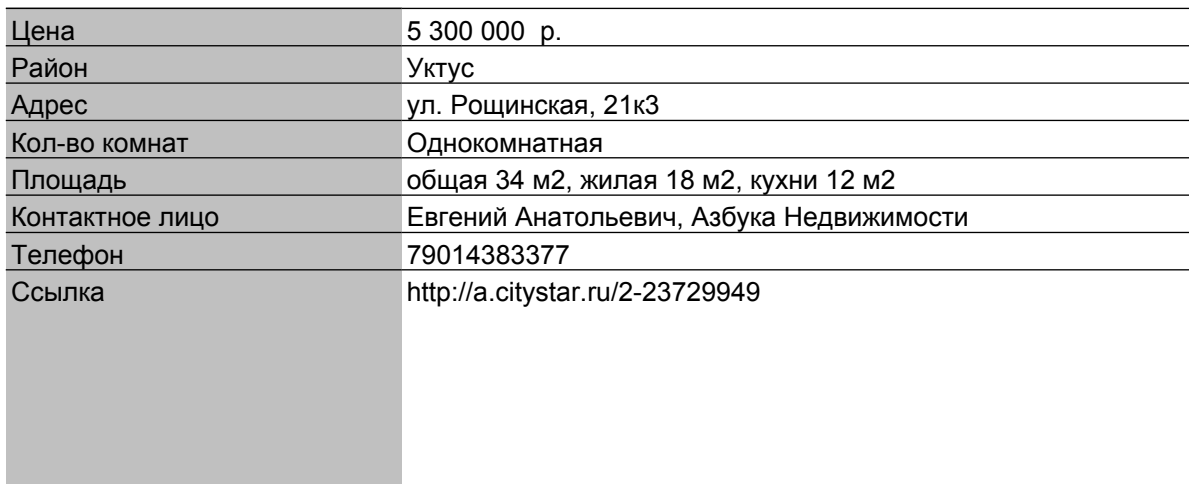 Цена 5 300 000 р.
Район Уктус
Адрес ул. Рощинская, 21к3
Кол-во комнат Однокомнатная
Площадь общая 34 м2, жилая 18 м2, кухни 12 м2
Контактное лицо Евгений Анатольевич, Азбука Недвижимости
Телефон 79014383377
Ссылка http://a.citystar.ru/2-23729949